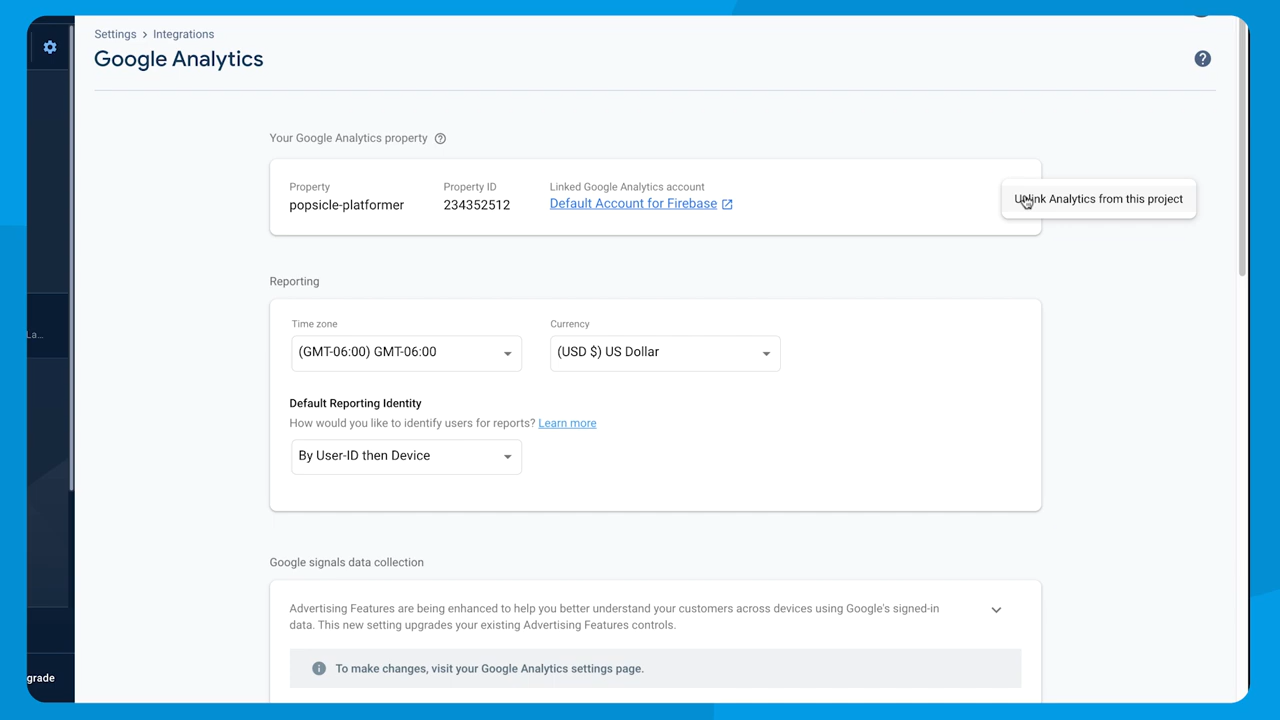 Settings > Integrations
Google Analytics
Your Google Analytics property
Property
popsicle-platformer
Property ID
234352512
Linked Google Analytics account
Default Account for Firebase
Unlink Analytics from this project
Reporting
Time zone
(GMT-06:00) GMT-06:00
Currency
(USD $) US Dollar
Default Reporting Identity
How would you like to identify users for reports? Learn more
By User-ID then Device
La...
Google signals data collection
Advertising Features are being enhanced to help you better understand your customers across devices using Google's signed-in
data. This new setting upgrades your existing Advertising Features controls.
To make changes, visit your Google Analytics settings page.
grade